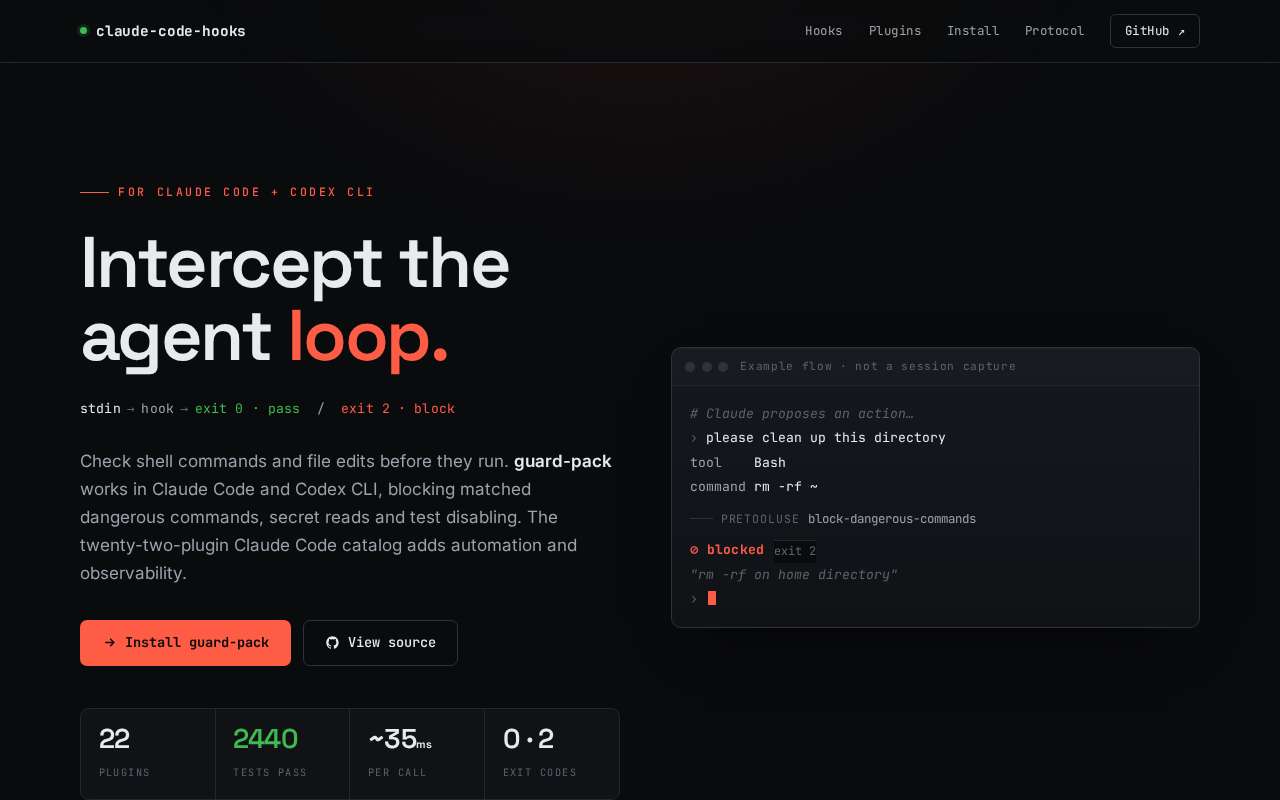 claude-code-hooks
Hooks Plugins Install Protocol GitHub ↗
FOR CLAUDE CODE + CODEX CLI
Intercept the
agent loop.
stdin → hook → exit 0 · pass / exit 2 · block
Check shell commands and file edits before they run. guard-pack
works in Claude Code and Codex CLI, blocking matched
dangerous commands, secret reads and test disabling. The
twenty-two-plugin Claude Code catalog adds automation and
observability.
→ Install guard-pack
View source
22
PLUGINS
2440
TESTS PASS
~35ms
PER CALL
0·2
EXIT CODES
Example flow · not a session capture
# Claude proposes an action…
› please clean up this directory
tool Bash
command rm -rf ~
PRETOOLUSE block-dangerous-commands
⊘ blocked exit 2
"rm -rf on home directory"
›